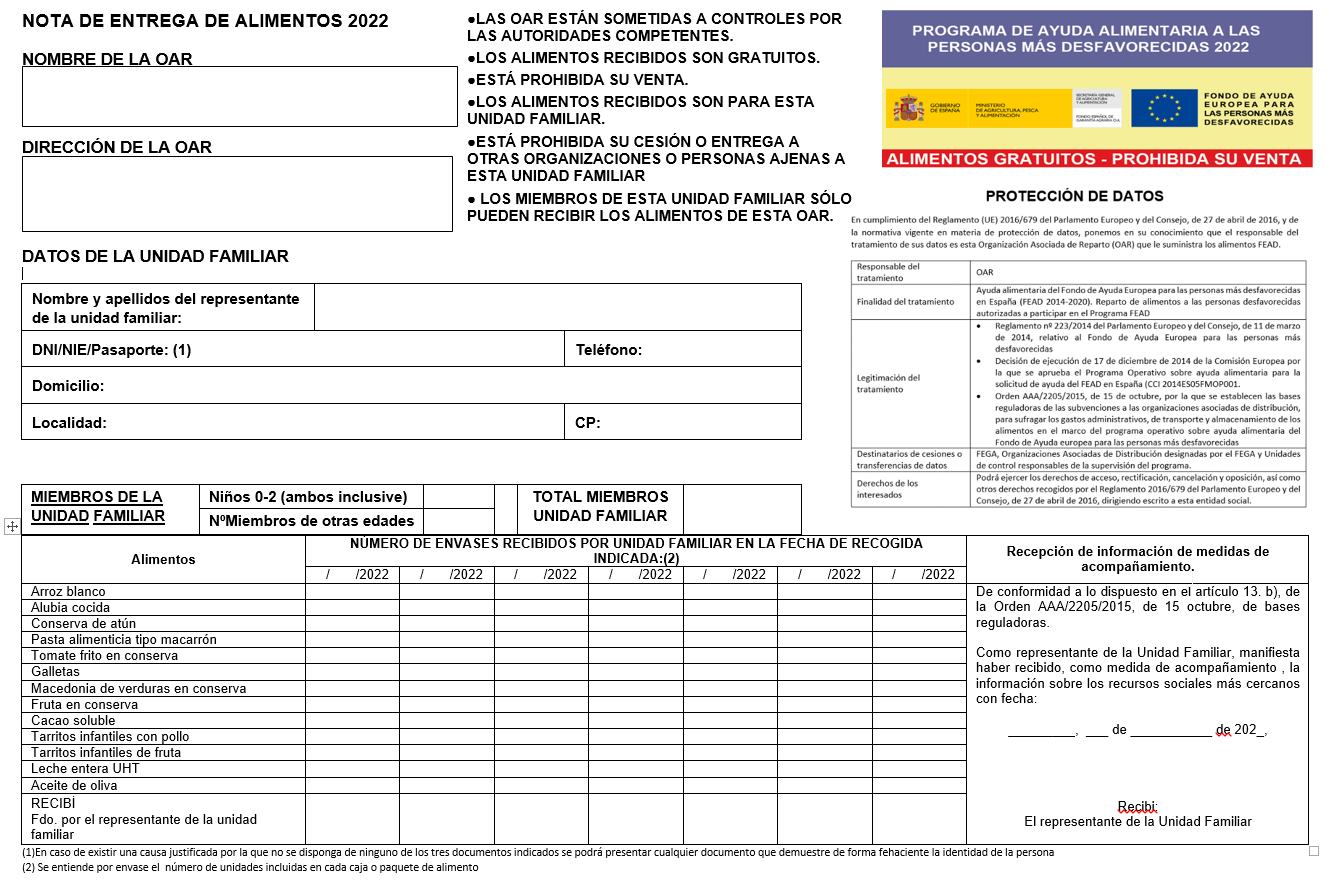 NOTA DE ENTREGA DE ALIMENTOS 2022
NOMBRE DE LA OAR
DIRECCIÓN DE LA OAR
●LAS OAR ESTÁN SOMETIDAS A CONTROLES POR
LAS AUTORIDADES COMPETENTES.
●LOS ALIMENTOS RECIBIDOS SON GRATUITOS.
●ESTÁ PROHIBIDA SU VENTA.
●LOS ALIMENTOS RECIBIDOS SON PARA ESTA
UNIDAD FAMILIAR.
●ESTÁ PROHIBIDA SU CESIÓN O ENTREGA A
OTRAS ORGANIZACIONES O PERSONAS AJENAS A
ESTA UNIDAD FAMILIAR
● LOS MIEMBROS DE ESTA UNIDAD FAMILIAR SÓLO
PUEDEN RECIBIR LOS ALIMENTOS DE ESTA OAR.
PROGRAMA DE AYUDA ALIMENTARIA A LAS
PERSONAS MÁS DESFAVORECIDAS 2022
GOBIERNO
DE ESPAÑA
MINISTERIO
DE AGRICULTURA, PESCA
Y ALIMENTACIÓN
SECRETARÍA GENERAL
DE AGRICULTURA
Y ALIMENTACIÓN
FONDO ESPAÑOL DE
GARANTÍA AGRARIA O.A.
FONDO DE AYUDA
EUROPEA PARA
LAS PERSONAS MÁS
DESFAVORECIDAS
ALIMENTOS GRATUITOS - PROHIBIDA SU VENTA
PROTECCIÓN DE DATOS
En cumplimiento del Reglamento (UE) 2016/679 del Parlamento Europeo y del Consejo, de 27 de abril de 2016, y de
la normativa vigente en materia de protección de datos, ponemos en su conocimiento que el responsable del
tratamiento de sus datos es esta Organización Asociada de Reparto (OAR) que le suministra los alimentos FEAD.
Responsable del
tratamiento
OAR
Finalidad del tratamiento
Ayuda alimentaria del Fondo de Ayuda Europea para las personas más desfavorecidas
en España (FEAD 2014-2020). Reparto de alimentos a las personas desfavorecidas
autorizadas a participar en el Programa FEAD
Legitimación del
tratamiento
• Reglamento nº 223/2014 del Parlamento Europeo y del Consejo, de 11 de marzo
de 2014, relativo al Fondo de Ayuda Europea para las personas más
desfavorecidas
• Decisión de ejecución de 17 de diciembre de 2014 de la Comisión Europea por
la que se aprueba el Programa Operativo sobre ayuda alimentaria para la
solicitud de ayuda del FEAD en España (CCI 2014ES05FMOP001.
• Orden AAA/2205/2015, de 15 de octubre, por la que se establecen las bases
reguladoras de las subvenciones a las organizaciones asociadas de distribución,
para sufragar los gastos administrativos, de transporte y almacenamiento de los
alimentos en el marco del programa operativo sobre ayuda alimentaria del
Fondo de Ayuda europea para las personas más desfavorecidas
Destinatarios de cesiones o
transferencias de datos
FEGA, Organizaciones Asociadas de Distribución designadas por el FEGA y Unidades
de control responsables de la supervisión del programa.
Derechos de los
interesados
Podrá ejercer los derechos de acceso, rectificación, cancelación y oposición, así como
otros derechos recogidos por el Reglamento 2016/679 del Parlamento Europeo y del
Consejo, de 27 de abril de 2016, dirigiendo escrito a esta entidad social.
DATOS DE LA UNIDAD FAMILIAR
Nombre y apellidos del representante
de la unidad familiar:
DNI/NIE/Pasaporte: (1) Teléfono:
Domicilio:
Localidad: CP:
MIEMBROS DE LA
UNIDAD FAMILIAR
Niños 0-2 (ambos inclusive)
NºMiembros de otras edades
TOTAL MIEMBROS
UNIDAD FAMILIAR
Alimentos
NÚMERO DE ENVASES RECIBIDOS POR UNIDAD FAMILIAR EN LA FECHA DE RECOGIDA
INDICADA:(2)
/ /2022 / /2022 / /2022 / /2022 / /2022 / /2022 / /2022
Arroz blanco
Alubia cocida
Conserva de atún
Pasta alimenticia tipo macarrón
Tomate frito en conserva
Galletas
Macedonia de verduras en conserva
Fruta en conserva
Cacao soluble
Tarritos infantiles con pollo
Tarritos infantiles de fruta
Leche entera UHT
Aceite de oliva
RECIBÍ
Fdo. por el representante de la unidad
familiar
Recepción de información de medidas de
acompañamiento.
De conformidad a lo dispuesto en el artículo 13. b), de
la Orden AAA/2205/2015, de 15 octubre, de bases
reguladoras.
Como representante de la Unidad Familiar, manifiesta
haber recibido, como medida de acompañamiento , la
información sobre los recursos sociales más cercanos
con fecha:
_________, ___ de ___________ de 202_,
Recibi:
El representante de la Unidad Familiar
(1)En caso de existir una causa justificada por la que no se disponga de ninguno de los tres documentos indicados se podrá presentar cualquier documento que demuestre de forma fehaciente la identidad de la persona
(2) Se entiende por envase el número de unidades incluidas en cada caja o paquete de alimento